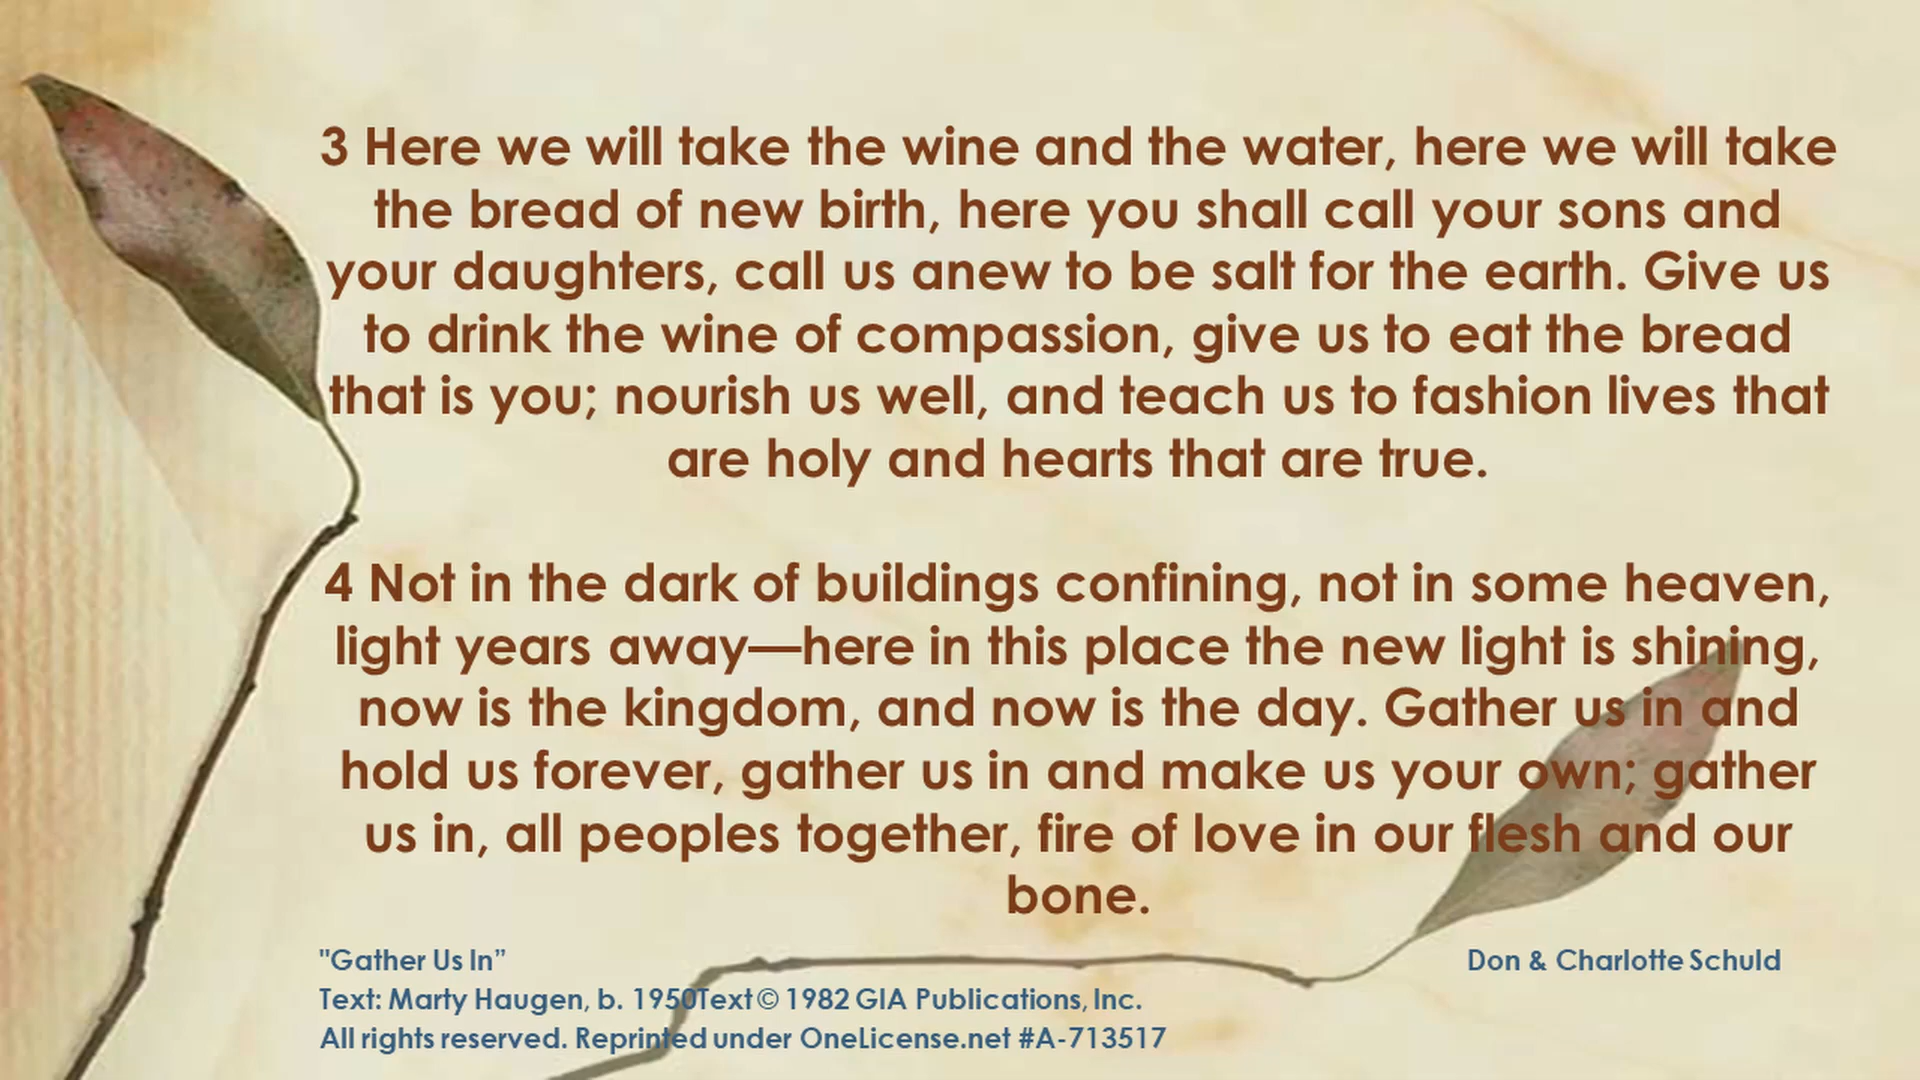 3 Here we will take the wine and the water, here we will take
the bread of new birth, here you shall call your sons and
your daughters, call us anew to be salt for the earth. Give us
to drink the wine of compassion, give us to eat the bread
that is you; nourish us well, and teach us to fashion lives that
are holy and hearts that are true.
4 Not in the dark of buildings confining, not in some heaven,
light years away—here in this place the new light is shining,
now is the kingdom, and now is the day. Gather us in and
hold us forever, gather us in and make us your own; gather
us in, all peoples together, fire of love in our flesh and our
bone.
"Gather Us In”
Don & Charlotte Schuld
Text: Marty Haugen, b. 1950Text © 1982 GIA Publications, Inc.
All rights reserved. Reprinted under OneLicense.net #A-713517